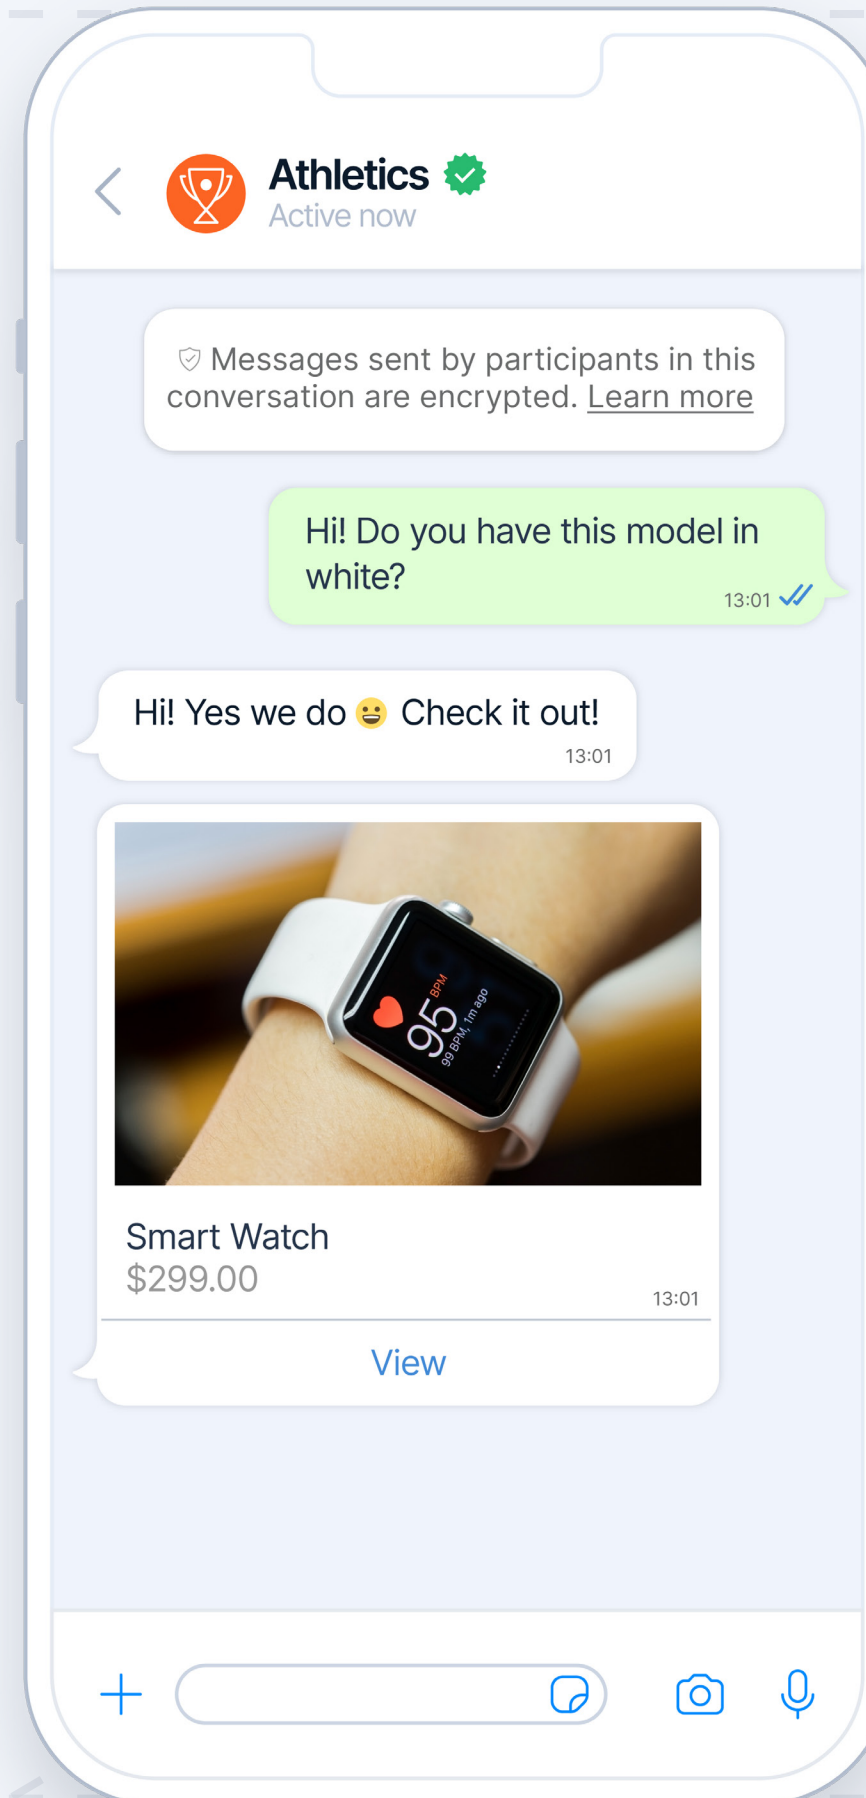 Athletics
Active now
Messages sent by participants in this
conversation are encrypted. Learn more
Hi! Do you have this model in
white?
13:01
Hi! Yes we do 😀 Check it out!
13:01
95 BPM
99 BPM, 1m ago
Smart Watch
$299.00
13:01
View